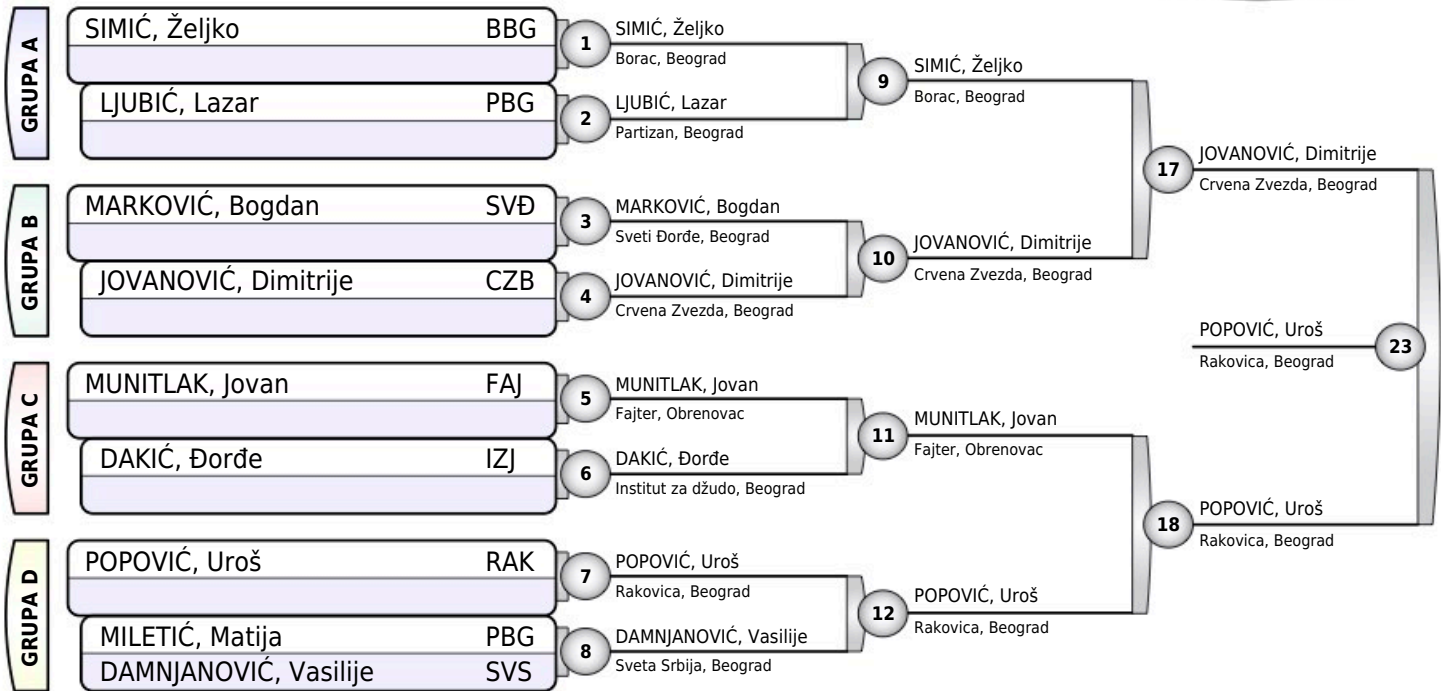 GRUPA A
SIMIĆ, Željko BBG
LJUBIĆ, Lazar PBG
GRUPA B
MARKOVIĆ, Bogdan SVĐ
JOVANOVIĆ, Dimitrije CZB
GRUPA C
MUNITLAK, Jovan FAJ
DAKIĆ, Đorđe IZJ
GRUPA D
POPOVIĆ, Uroš RAK
MILETIĆ, Matija PBG
DAMNJANOVIĆ, Vasilije SVS
1
SIMIĆ, Željko
Borac, Beograd
2
LJUBIĆ, Lazar
Partizan, Beograd
3
MARKOVIĆ, Bogdan
Sveti Đorđe, Beograd
4
JOVANOVIĆ, Dimitrije
Crvena Zvezda, Beograd
5
MUNITLAK, Jovan
Fajter, Obrenovac
6
DAKIĆ, Đorđe
Institut za džudo, Beograd
7
POPOVIĆ, Uroš
Rakovica, Beograd
8
DAMNJANOVIĆ, Vasilije
Sveta Srbija, Beograd
9
SIMIĆ, Željko
Borac, Beograd
10
JOVANOVIĆ, Dimitrije
Crvena Zvezda, Beograd
11
MUNITLAK, Jovan
Fajter, Obrenovac
12
POPOVIĆ, Uroš
Rakovica, Beograd
17
JOVANOVIĆ, Dimitrije
Crvena Zvezda, Beograd
18
POPOVIĆ, Uroš
Rakovica, Beograd
POPOVIĆ, Uroš
Rakovica, Beograd
23